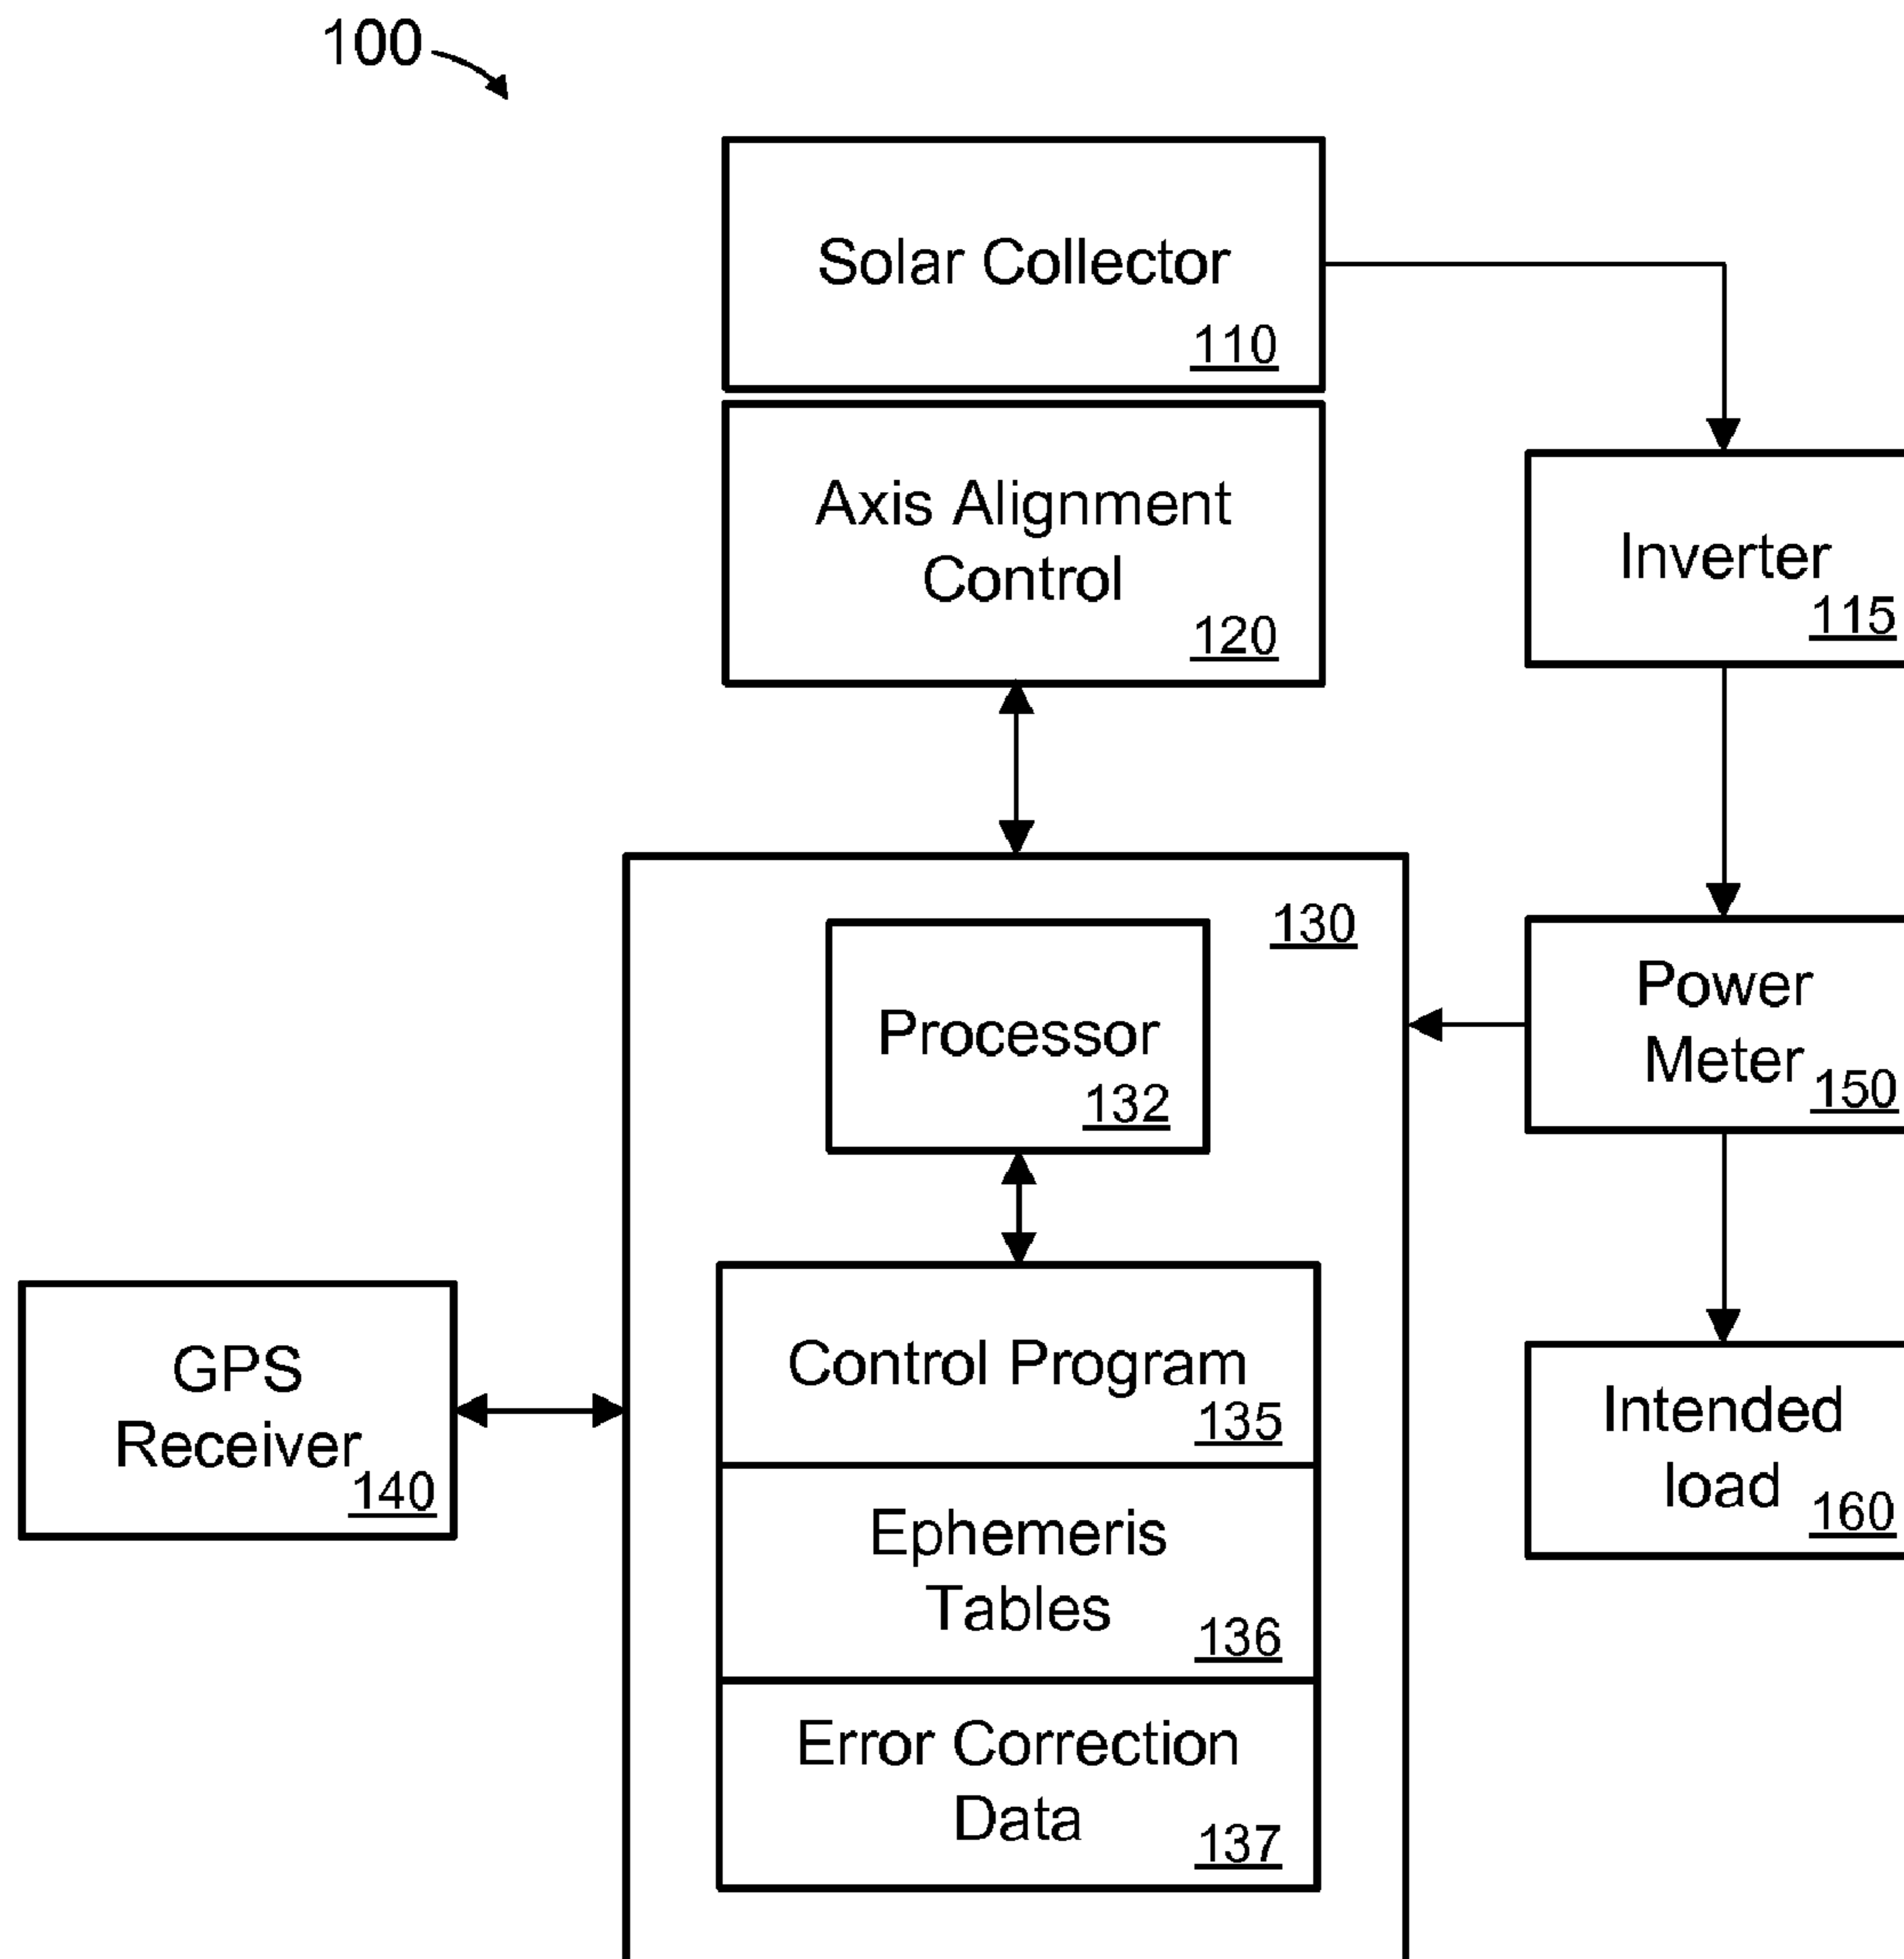 100
Solar Collector
110
Axis Alignment
Control
120
Inverter
115
130
Processor
132
Power
Meter
150
GPS
Receiver
140
Control Program
135
Ephemeris
Tables
136
Error Correction
Data
137
Intended
load
160